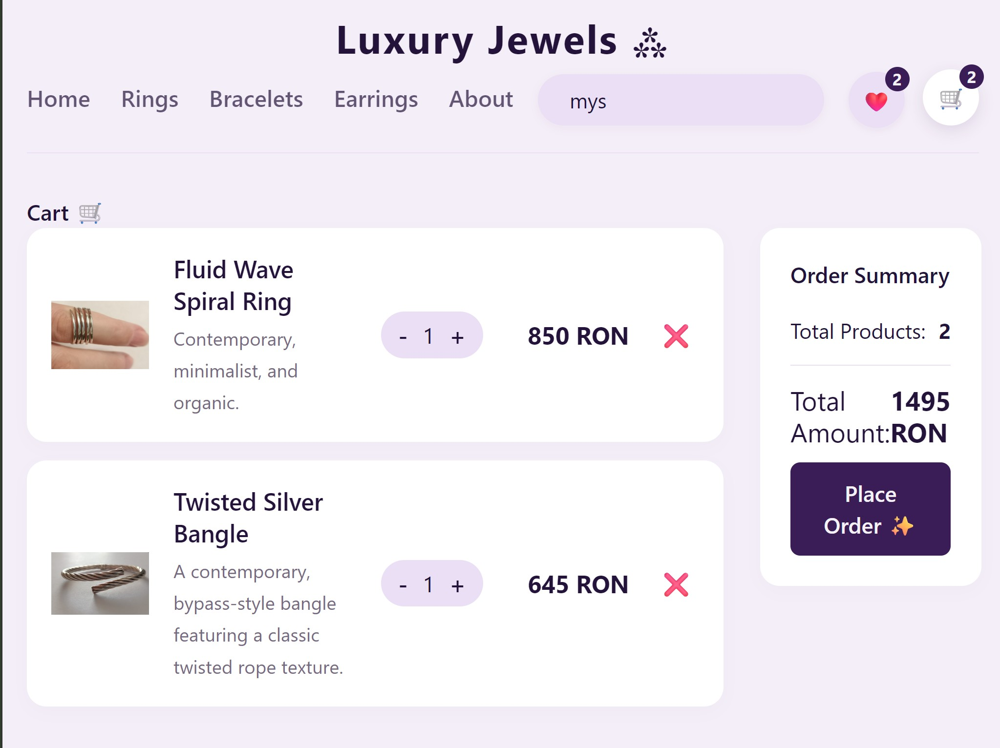 Luxury Jewels ⁂
Home Rings Bracelets Earrings About mys ❤️ 2 🛒 2
Cart 🛒
Fluid Wave
Spiral Ring
Contemporary,
minimalist, and
organic.
- 1 + 850 RON ❌
Twisted Silver
Bangle
A contemporary,
bypass-style bangle
featuring a classic
twisted rope texture.
- 1 + 645 RON ❌
Order Summary
Total Products: 2
Total 1495
Amount: RON
Place
Order ✨